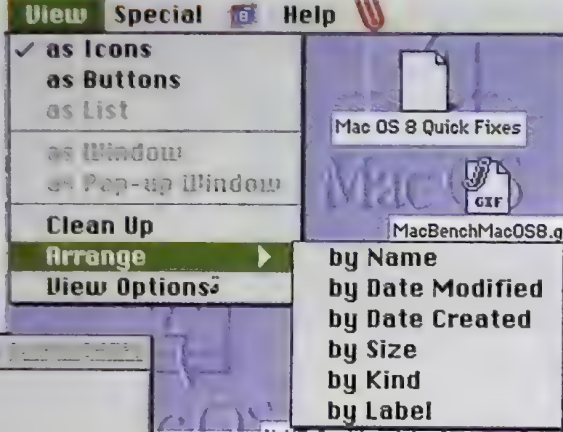 View Special Help
✓ as Icons
as Buttons
as List
as Window
as Pop-up Window
Clean Up
Arrange
View Options…
Mac OS 8 Quick Fixes
Mac OS
GIF
MacBenchMacOS8.g
by Name
by Date Modified
by Date Created
by Size
by Kind
by Label